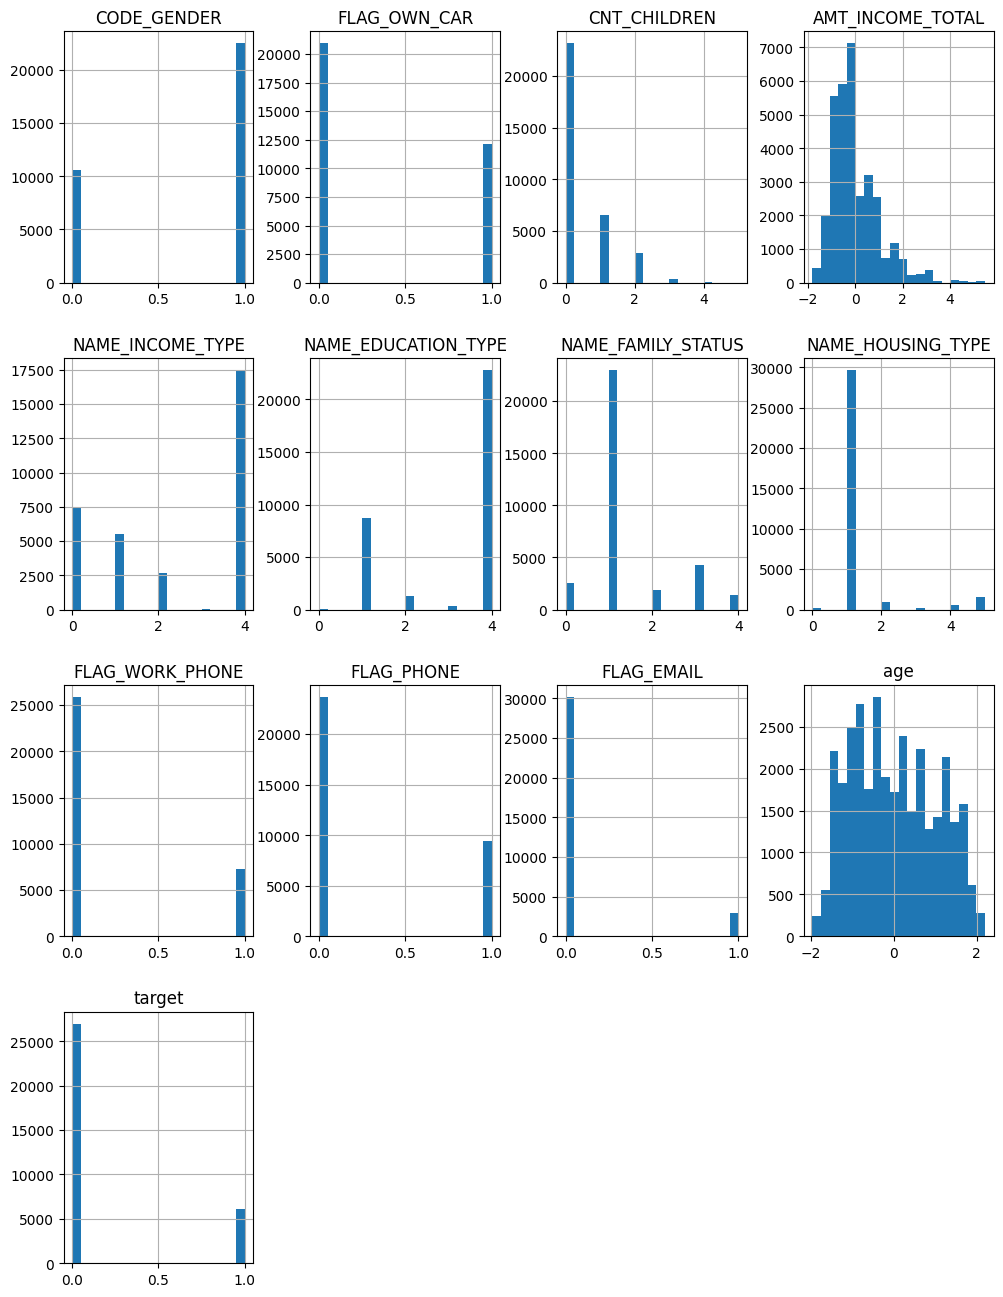 CODE_GENDER FLAG_OWN_CAR CNT_CHILDREN AMT_INCOME_TOTAL
20000 15000 10000 5000 0
0.0 0.5 1.0
20000 17500 15000 12500 10000 7500 5000 2500 0
0.0 0.5 1.0
20000 15000 10000 5000 0
0 2 4
7000 6000 5000 4000 3000 2000 1000 0
−2 0 2 4
NAME_INCOME_TYPE NAME_EDUCATION_TYPE NAME_FAMILY_STATUS NAME_HOUSING_TYPE
17500 15000 12500 10000 7500 5000 2500 0
0 2 4
20000 15000 10000 5000 0
0 2 4
20000 15000 10000 5000 0
0 2 4
30000 25000 20000 15000 10000 5000 0
0 2 4
FLAG_WORK_PHONE FLAG_PHONE FLAG_EMAIL age
25000 20000 15000 10000 5000 0
0.0 0.5 1.0
20000 15000 10000 5000 0
0.0 0.5 1.0
30000 25000 20000 15000 10000 5000 0
0.0 0.5 1.0
2500 2000 1500 1000 500 0
−2 0 2
target
25000 20000 15000 10000 5000 0
0.0 0.5 1.0